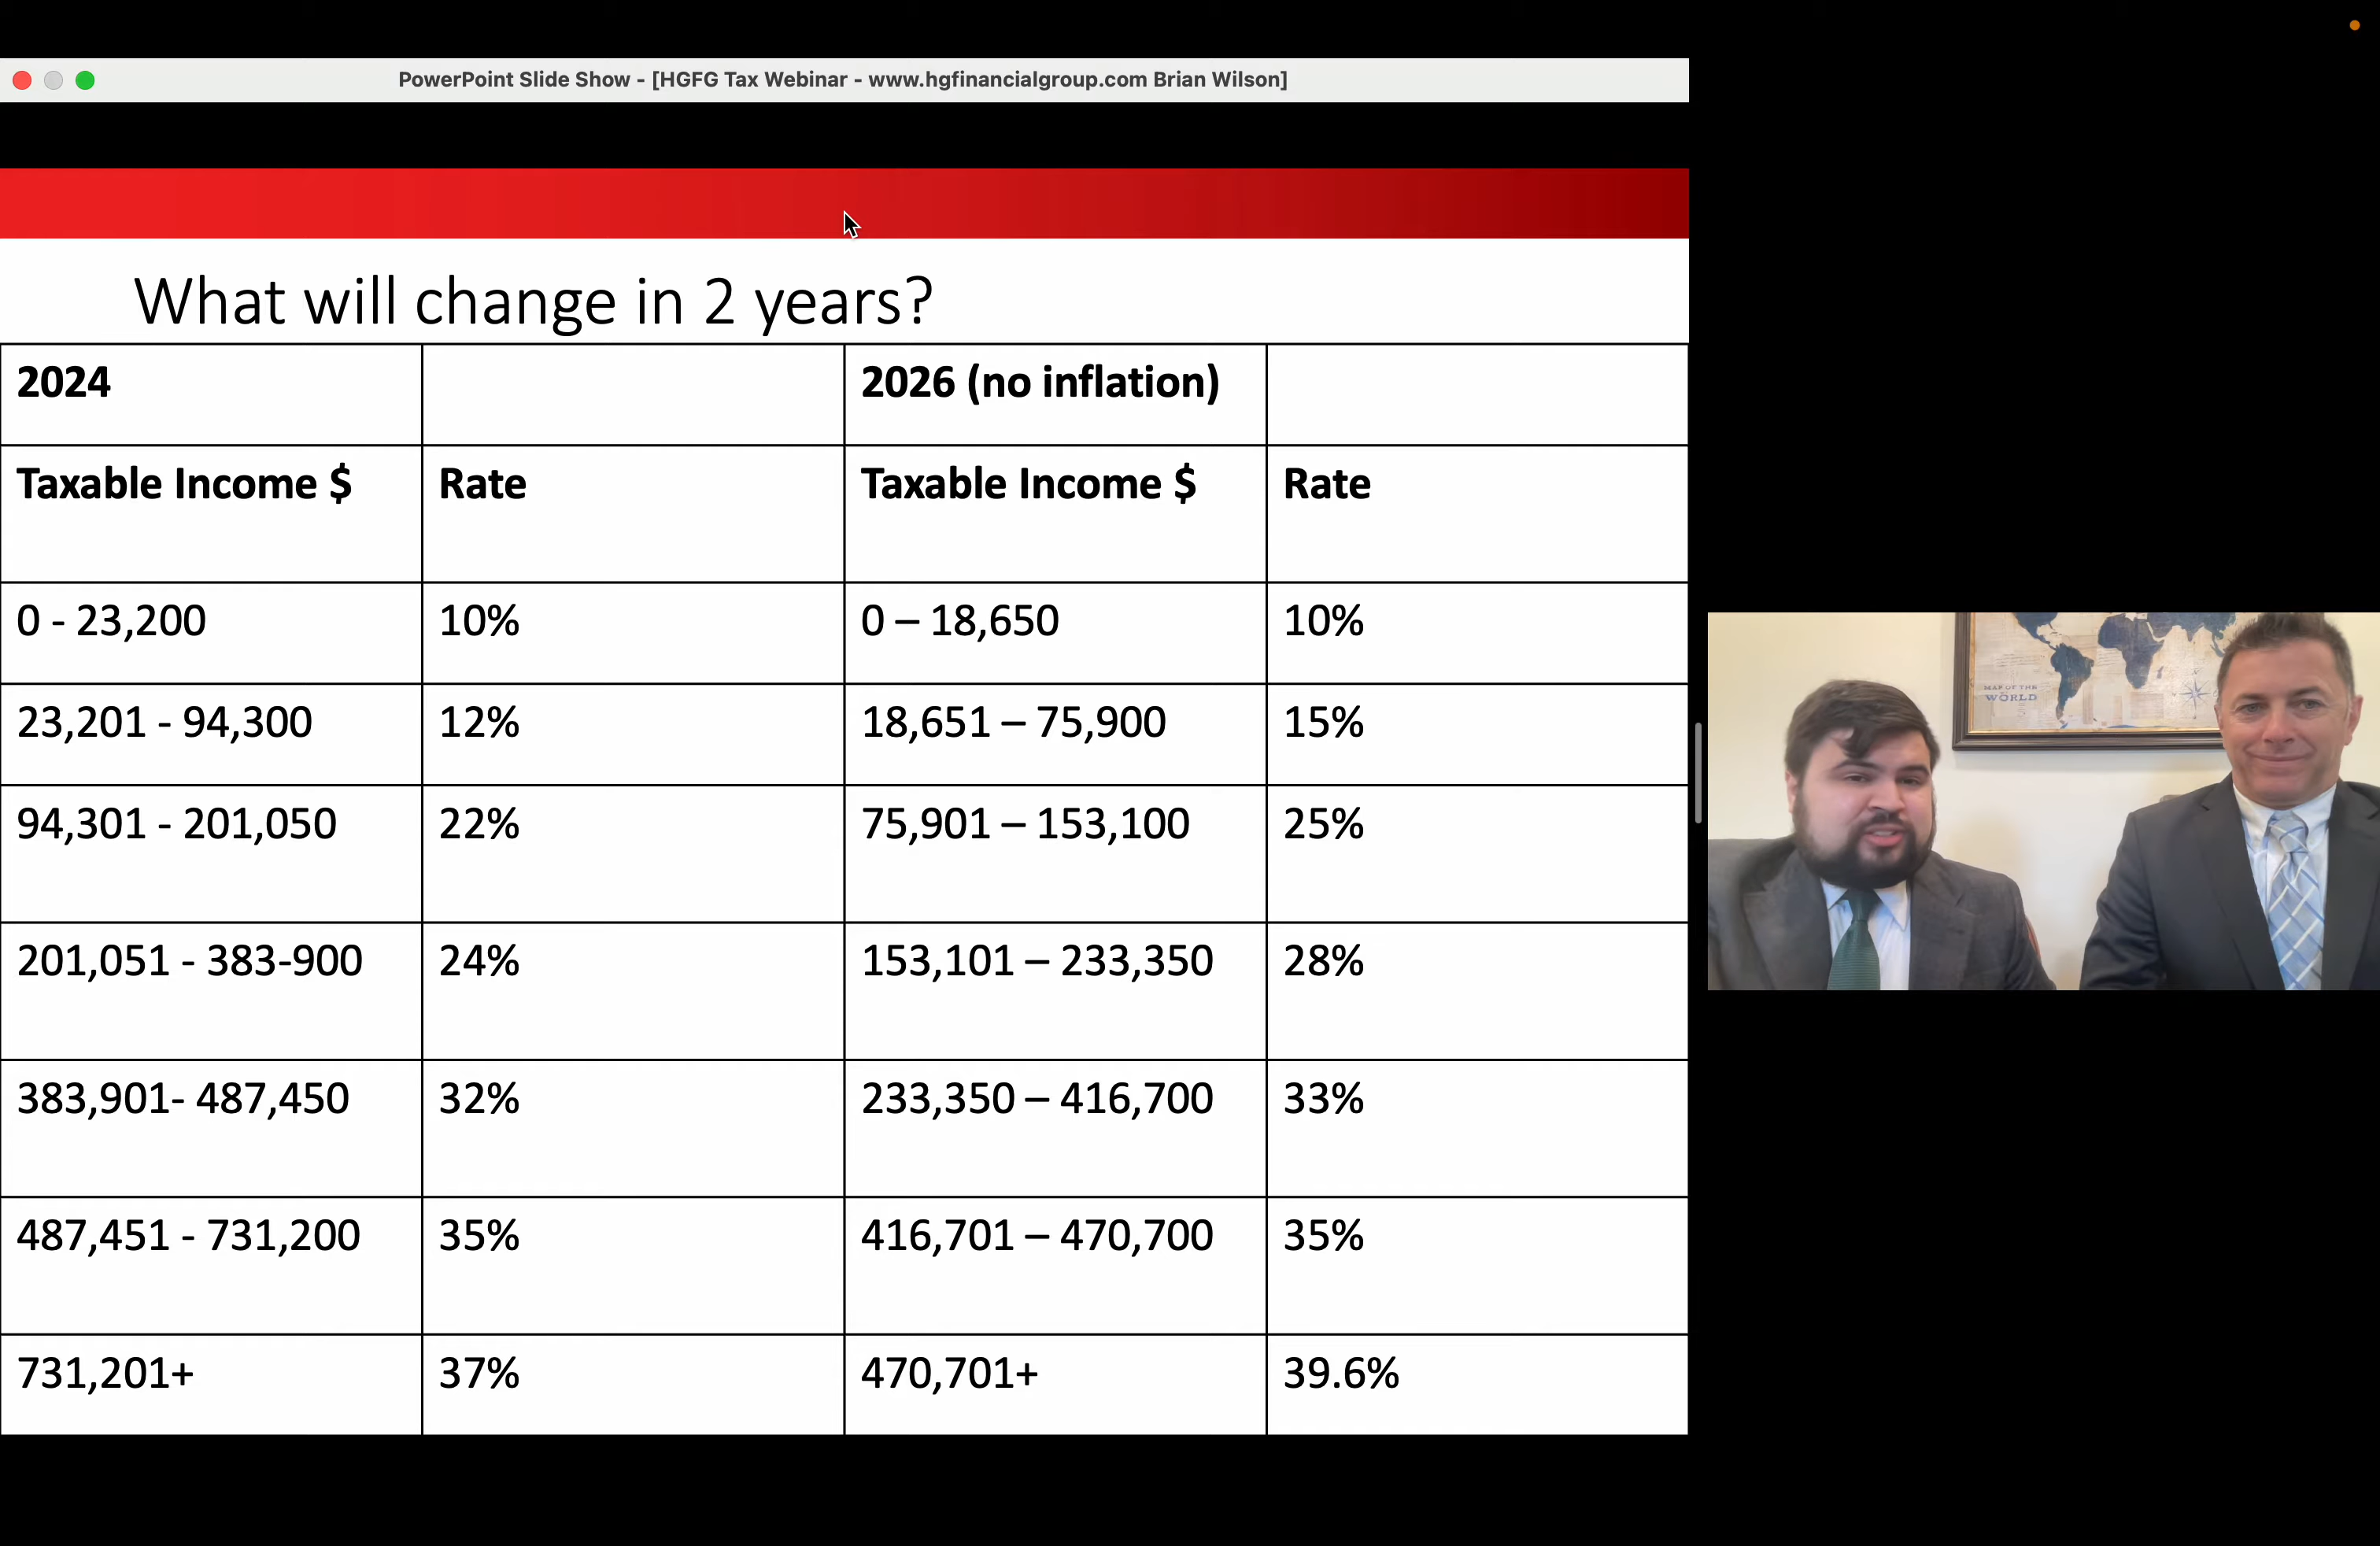 PowerPoint Slide Show - [HGFG Tax Webinar - www.hgfinancialgroup.com Brian Wilson]
What will change in 2 years?
2024 2026 (no inflation)
Taxable Income $ Rate Taxable Income $ Rate
0 - 23,200 10% 0 – 18,650 10%
23,201 - 94,300 12% 18,651 – 75,900 15%
94,301 - 201,050 22% 75,901 – 153,100 25%
201,051 - 383-900 24% 153,101 – 233,350 28%
383,901- 487,450 32% 233,350 – 416,700 33%
487,451 - 731,200 35% 416,701 – 470,700 35%
731,201+ 37% 470,701+ 39.6%
MAP OF THE
WORLD